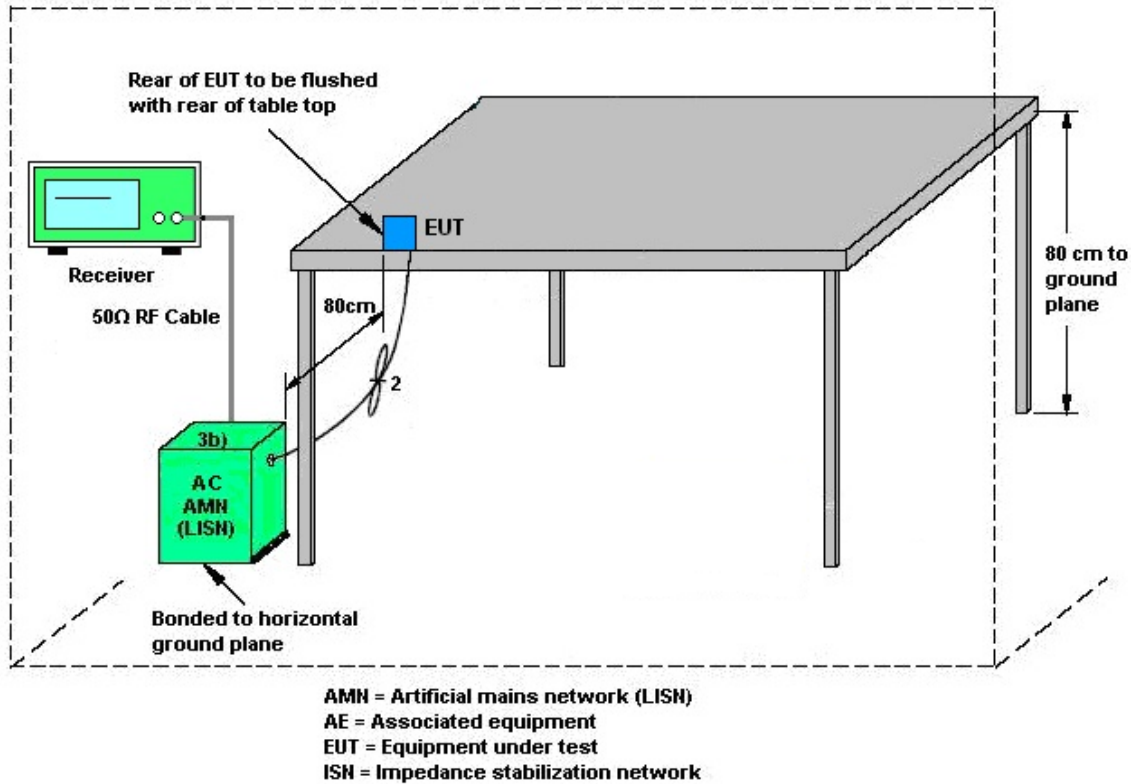 Rear of EUT to be flushed
with rear of table top
EUT
Receiver
50Ω RF Cable
80cm
80 cm to
ground
plane
2
3b)
AC
AMN
(LISN)
Bonded to horizontal
ground plane
AMN = Artificial mains network (LISN)
AE = Associated equipment
EUT = Equipment under test
ISN = Impedance stabilization network